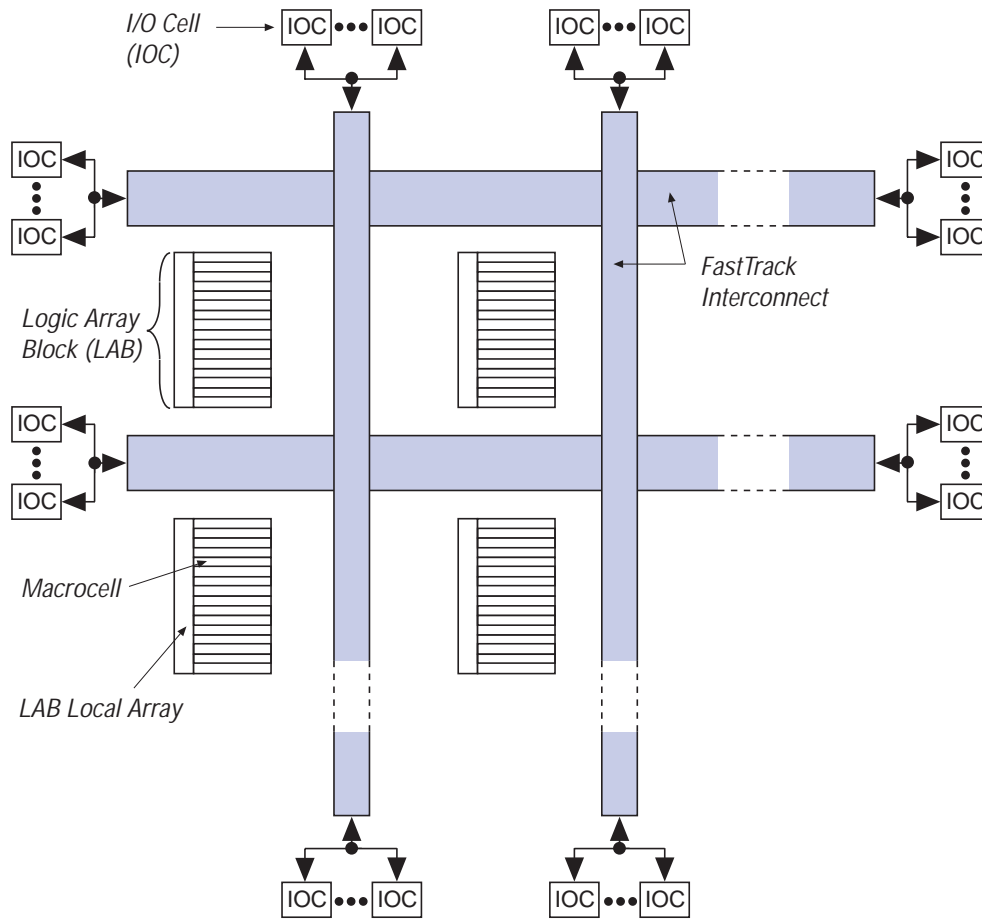 I/O Cell
(IOC)
IOC IOC IOC IOC
IOC IOC
IOC IOC
FastTrack
Interconnect
Logic Array
Block (LAB)
IOC IOC
IOC IOC
Macrocell
LAB Local Array
IOC IOC IOC IOC